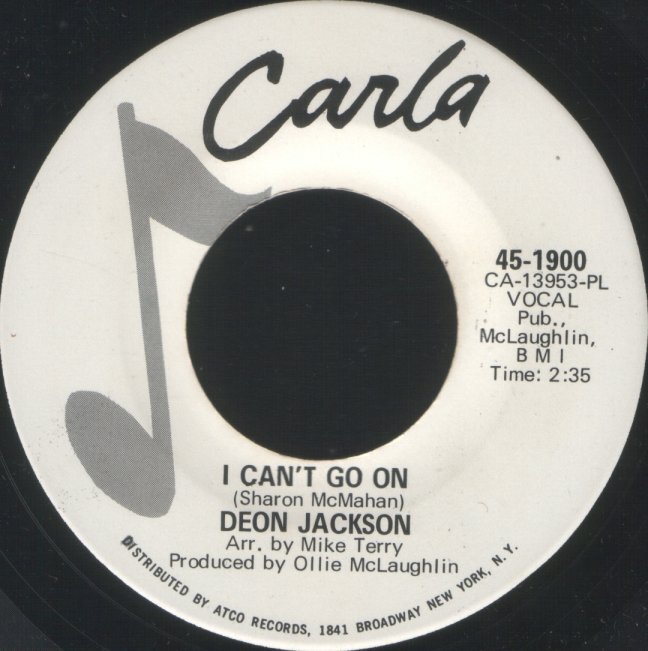 Carla
45-1900
CA-13953-PL
VOCAL
Pub.,
McLaughlin,
B M I
Time: 2:35
I CAN'T GO ON
(Sharon McMahan)
DEON JACKSON
Arr. by Mike Terry
Produced by Ollie McLaughlin
DISTRIBUTED BY ATCO RECORDS, 1841 BROADWAY NEW YORK, N. Y.